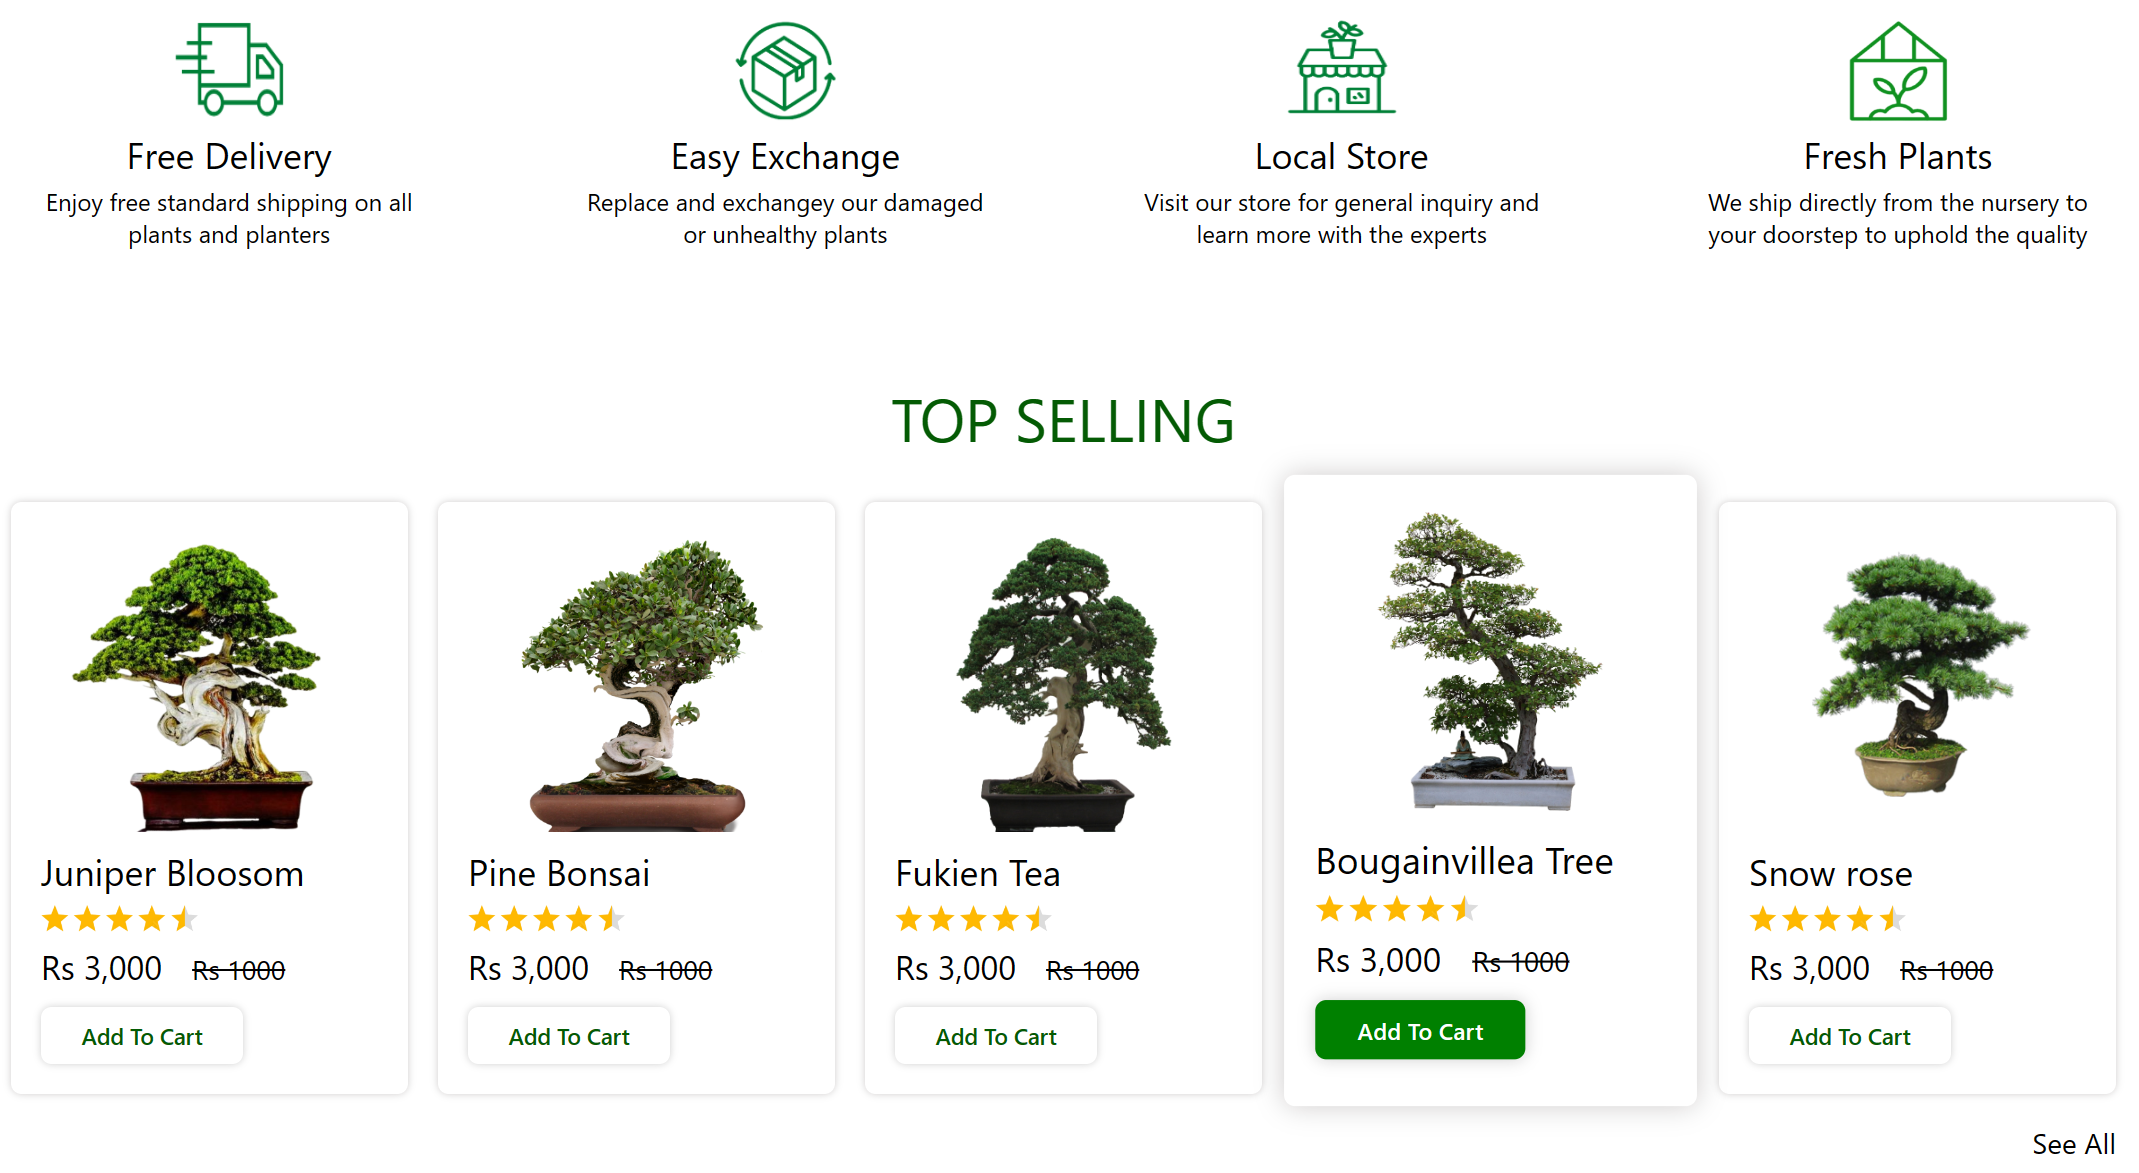 Free Delivery
Enjoy free standard shipping on all
plants and planters
Easy Exchange
Replace and exchangey our damaged
or unhealthy plants
Local Store
Visit our store for general inquiry and
learn more with the experts
Fresh Plants
We ship directly from the nursery to
your doorstep to uphold the quality
TOP SELLING
Juniper Bloosom
Rs 3,000 Rs 1000
Add To Cart
Pine Bonsai
Rs 3,000 Rs 1000
Add To Cart
Fukien Tea
Rs 3,000 Rs 1000
Add To Cart
Bougainvillea Tree
Rs 3,000 Rs 1000
Add To Cart
Snow rose
Rs 3,000 Rs 1000
Add To Cart
See All